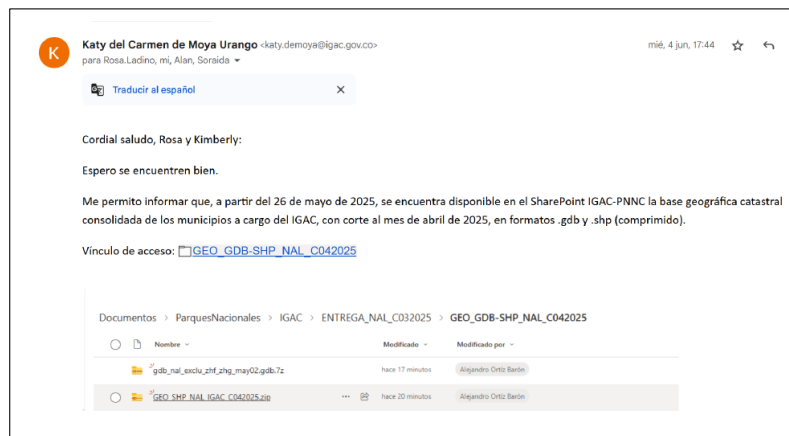 K
Katy del Carmen de Moya Urango <katy.demoya@igac.gov.co>
mié, 4 jun, 17:44
para Rosa.Ladino, mi, Alan, Soraida
Traducir al español
Cordial saludo, Rosa y Kimberly:
Espero se encuentren bien.
Me permito informar que, a partir del 26 de mayo de 2025, se encuentra disponible en el SharePoint IGAC-PNNC la base geográfica catastral
consolidada de los municipios a cargo del IGAC, con corte al mes de abril de 2025, en formatos .gdb y .shp (comprimido).
Vínculo de acceso: GEO_GDB-SHP_NAL_C042025
Documentos > ParquesNacionales > IGAC > ENTREGA_NAL_C032025 > GEO_GDB-SHP_NAL_C042025
Nombre Modificado Modificado por
gdb_nal_exclu_zhf_zhg_may02.gdb.7z hace 17 minutos Alejandro Ortiz Barón
GEO_SHP_NAL_IGAC_C042025.zip ... hace 20 minutos Alejandro Ortiz Barón